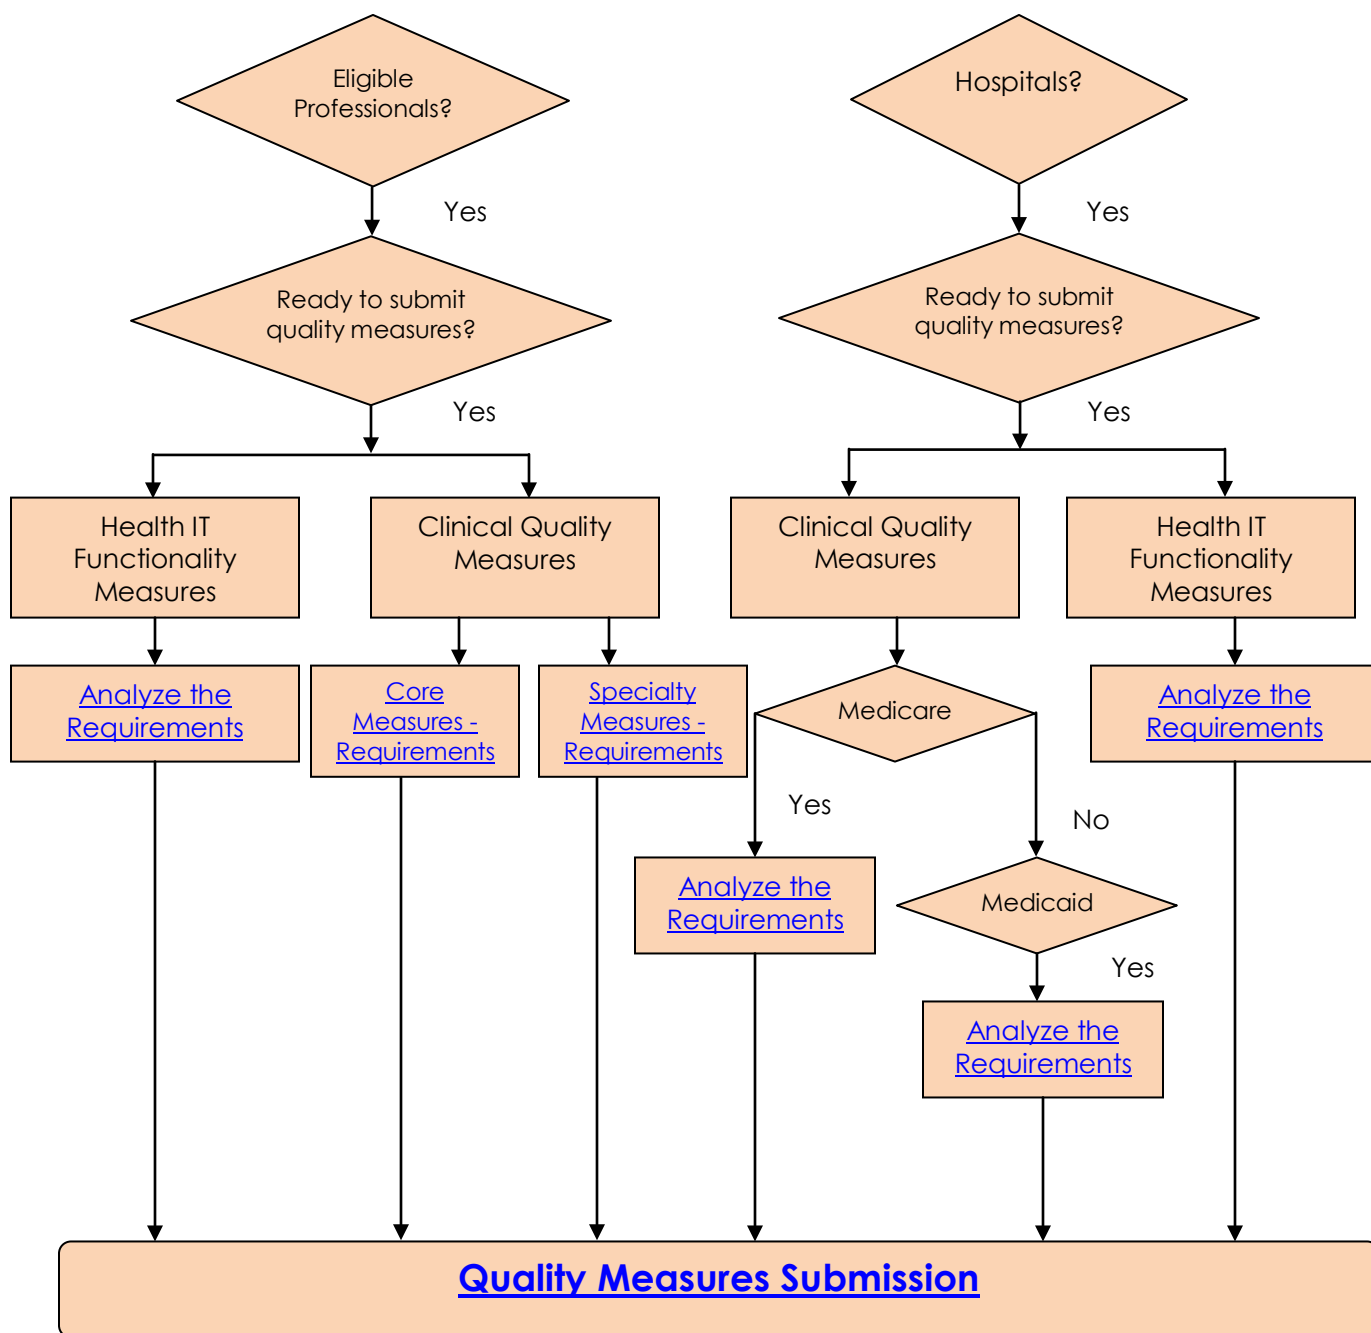 Eligible
Professionals?
Hospitals?
Yes
Yes
Ready to submit
quality measures?
Ready to submit
quality measures?
Yes
Yes
Health IT
Functionality
Measures
Clinical Quality
Measures
Clinical Quality
Measures
Health IT
Functionality
Measures
Analyze the
Requirements
Core
Measures -
Requirements
Specialty
Measures -
Requirements
Medicare
Analyze the
Requirements
Yes
No
Analyze the
Requirements
Medicaid
Yes
Analyze the
Requirements
Quality Measures Submission